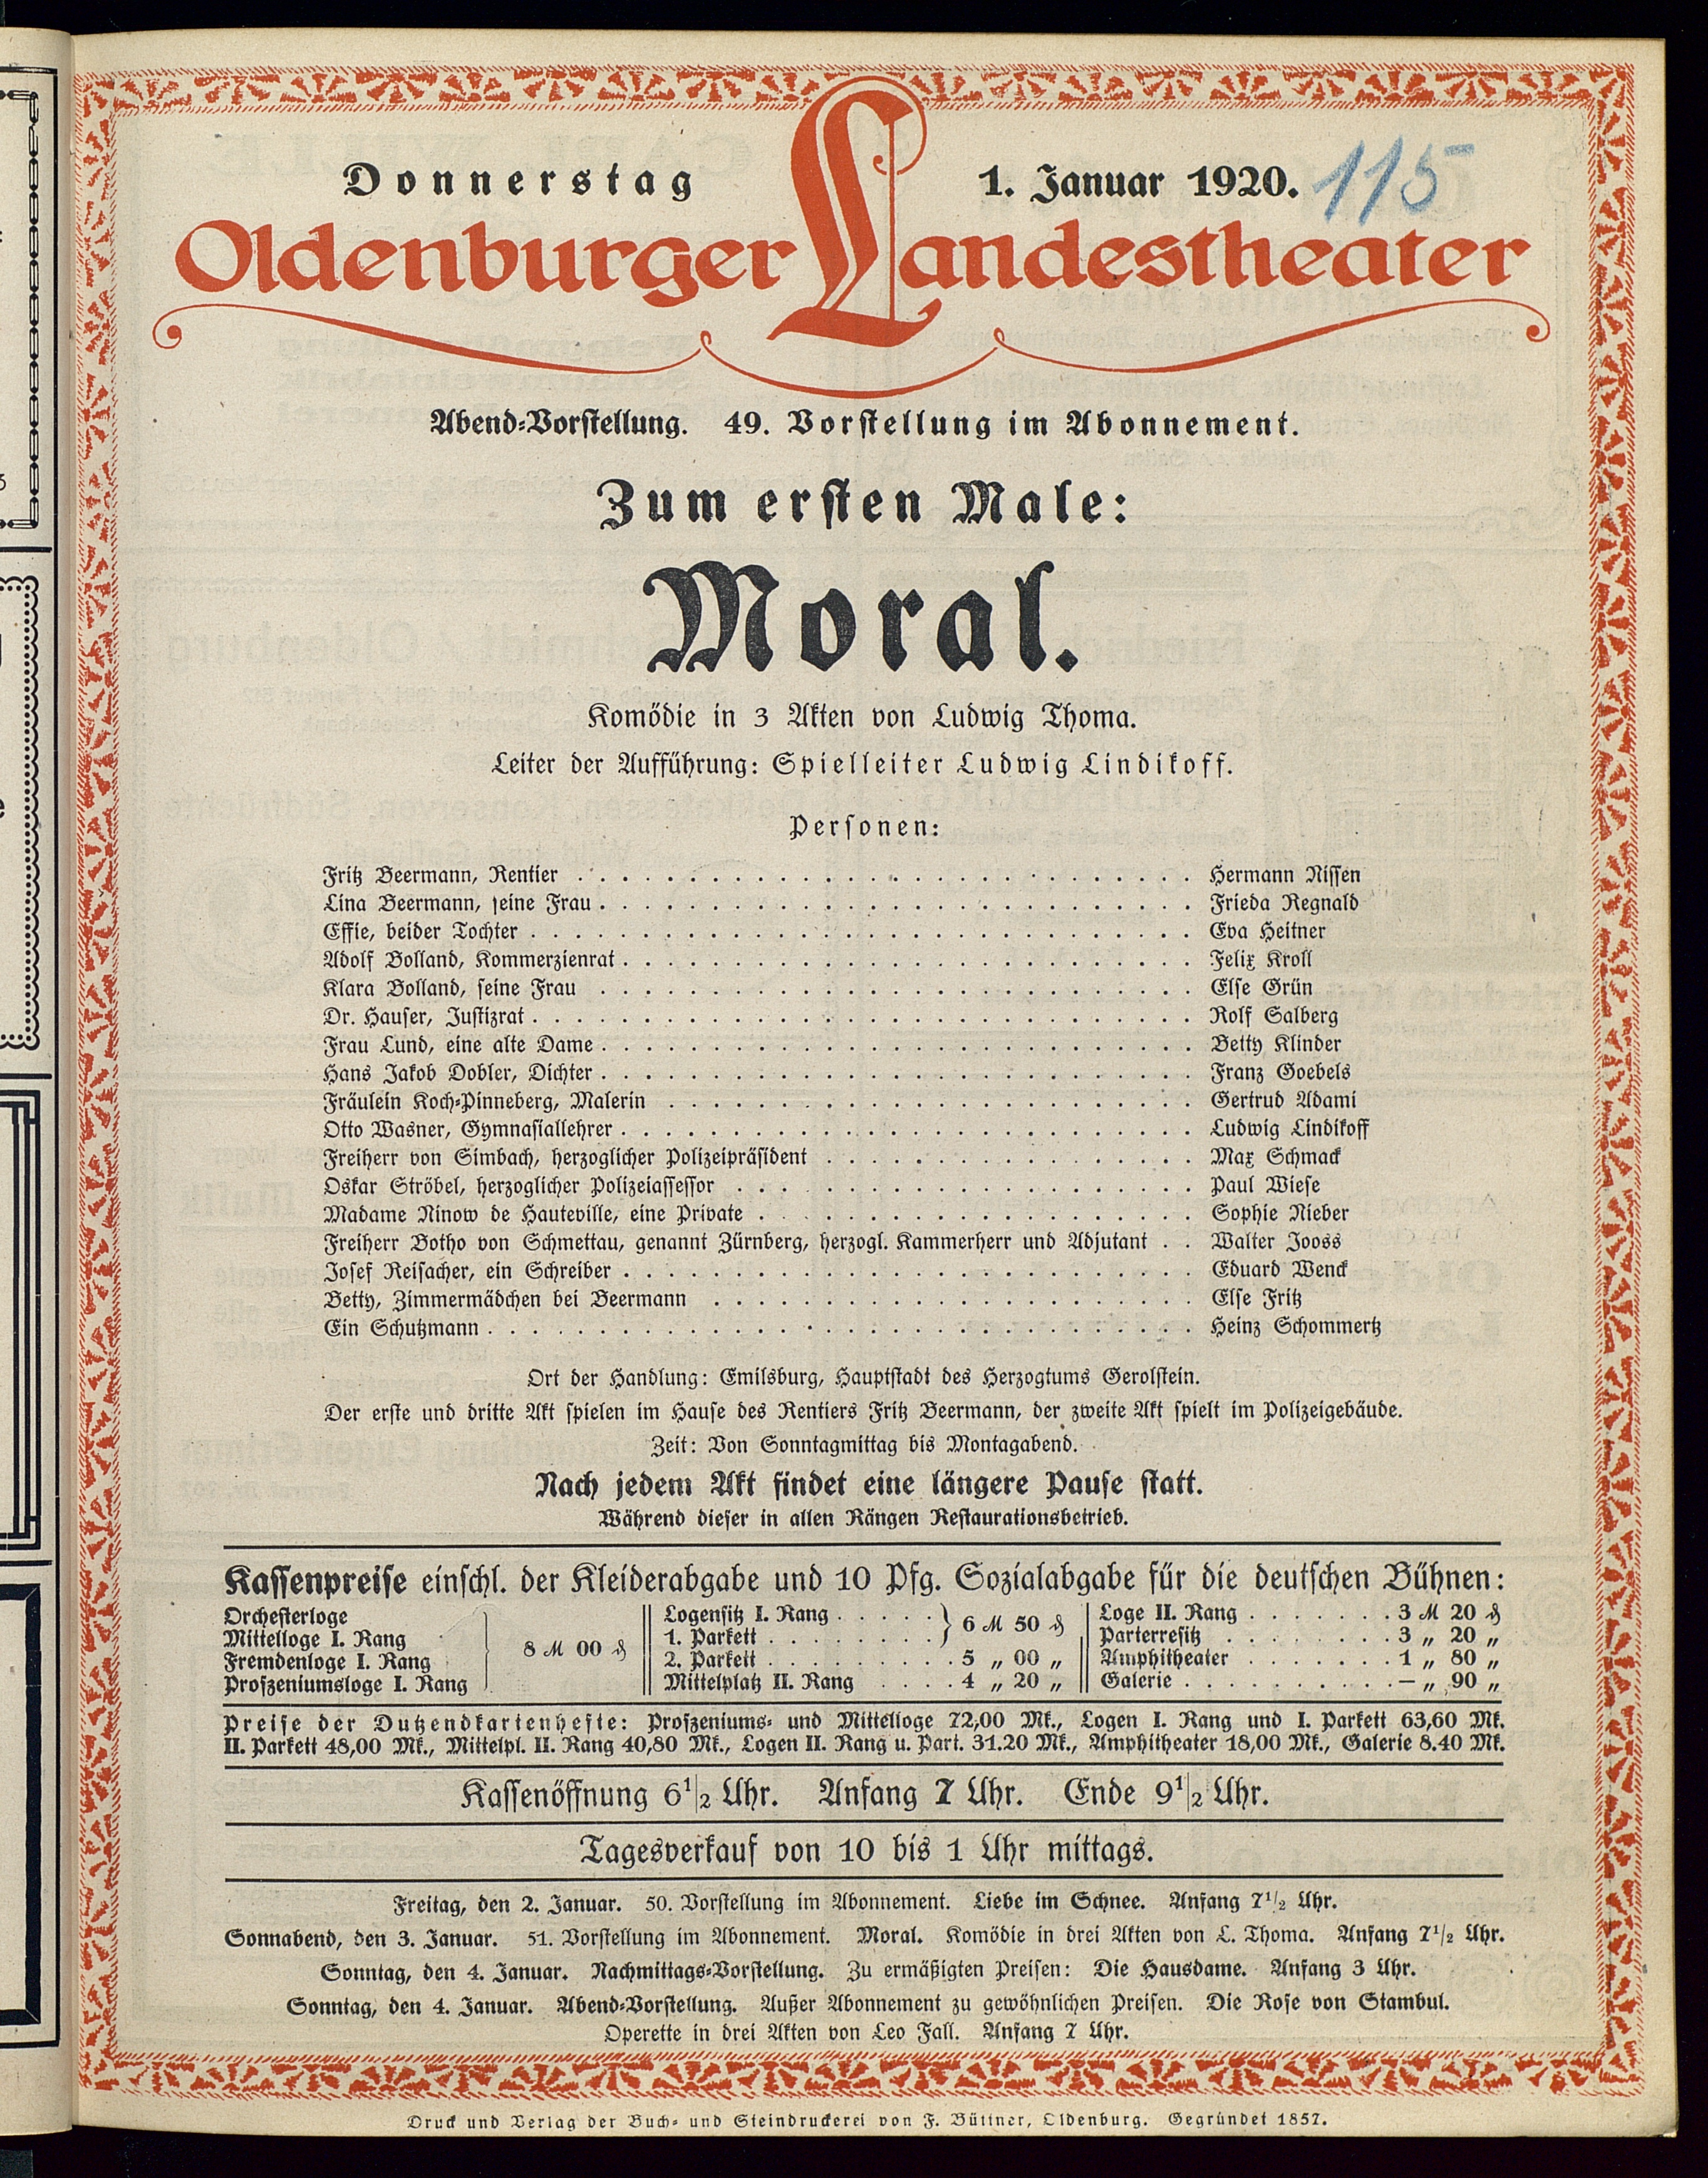 Donnerstag 1. Januar 1920. 115
Oldenburger Landestheater
Abend-Vorstellung. 49. Vorstellung im Abonnement.
Zum ersten Male:
Moral.
Komödie in 3 Akten von Ludwig Thoma.
Leiter der Aufführung: Spielleiter Ludwig Lindikoff.
Personen:
Fritz Beermann, Rentier . . . . . Hermann Nissen
Lina Beermann, seine Frau . . . . . Frieda Regnald
Effie, beider Tochter . . . . . Eva Heitner
Adolf Bolland, Kommerzienrat . . . . . Felix Kroll
Klara Bolland, seine Frau . . . . . Else Grün
Dr. Hauser, Justizrat . . . . . Rolf Salberg
Frau Lund, eine alte Dame . . . . . Betty Klinder
Hans Jakob Dobler, Dichter . . . . . Franz Goebels
Fräulein Koch-Pinneberg, Malerin . . . . . Gertrud Adami
Otto Wasner, Gymnasiallehrer . . . . . Ludwig Lindikoff
Freiherr von Simbach, herzoglicher Polizeipräsident . . . . . Max Schmack
Oskar Ströbel, herzoglicher Polizeiassessor . . . . . Paul Wiese
Madame Ninow de Hauteville, eine Private . . . . . Sophie Nieber
Freiherr Botho von Schmettau, genannt Zürnberg, herzogl. Kammerherr und Adjutant . . Walter Jooss
Josef Reisacher, ein Schreiber . . . . . Eduard Wenck
Betty, Zimmermädchen bei Beermann . . . . . Else Fritz
Ein Schutzmann . . . . . Heinz Schommertz
Ort der Handlung: Emilsburg, Hauptstadt des Herzogtums Gerolstein.
Der erste und dritte Akt spielen im Hause des Rentiers Fritz Beermann, der zweite Akt spielt im Polizeigebäude.
Zeit: Von Sonntagmittag bis Montagabend.
Nach jedem Akt findet eine längere Pause statt.
Während dieser in allen Rängen Restaurationsbetrieb.
Kassenpreise einschl. der Kleiderabgabe und 10 Pfg. Sozialabgabe für die deutschen Bühnen:
Orchesterloge
Mittelloge I. Rang
Fremdenloge I. Rang
Proszeniumsloge I. Rang
8 ℳ 00 ₰
Logensitz I. Rang . . . . .
1. Parkett . . . . . . . .
6 ℳ 50 ₰
2. Parkett . . . . . . . . . . 5 „ 00 „
Mittelplatz II. Rang . . . . 4 „ 20 „
Loge II. Rang . . . . . . . 3 ℳ 20 ₰
Parterresitz . . . . . . . . 3 „ 20 „
Amphitheater . . . . . . . 1 „ 80 „
Galerie . . . . . . . . . . — „ 90 „
Preise der Dutzendkartenhefte: Proszeniums- und Mittelloge 72,00 Mk., Logen I. Rang und I. Parkett 63,60 Mk.
II. Parkett 48,00 Mk., Mittelpl. II. Rang 40,80 Mk., Logen II. Rang u. Part. 31.20 Mk., Amphitheater 18,00 Mk., Galerie 8.40 Mk.
Kassenöffnung 6½ Uhr. Anfang 7 Uhr. Ende 9½ Uhr.
Tagesverkauf von 10 bis 1 Uhr mittags.
Freitag, den 2. Januar. 50. Vorstellung im Abonnement. Liebe im Schnee. Anfang 7½ Uhr.
Sonnabend, den 3. Januar. 51. Vorstellung im Abonnement. Moral. Komödie in drei Akten von L. Thoma. Anfang 7½ Uhr.
Sonntag, den 4. Januar. Nachmittags-Vorstellung. Zu ermäßigten Preisen: Die Hausdame. Anfang 3 Uhr.
Sonntag, den 4. Januar. Abend-Vorstellung. Außer Abonnement zu gewöhnlichen Preisen. Die Rose von Stambul.
Operette in drei Akten von Leo Fall. Anfang 7 Uhr.
Druck und Verlag der Buch- und Steindruckerei von F. Büttner, Oldenburg. Gegründet 1857.